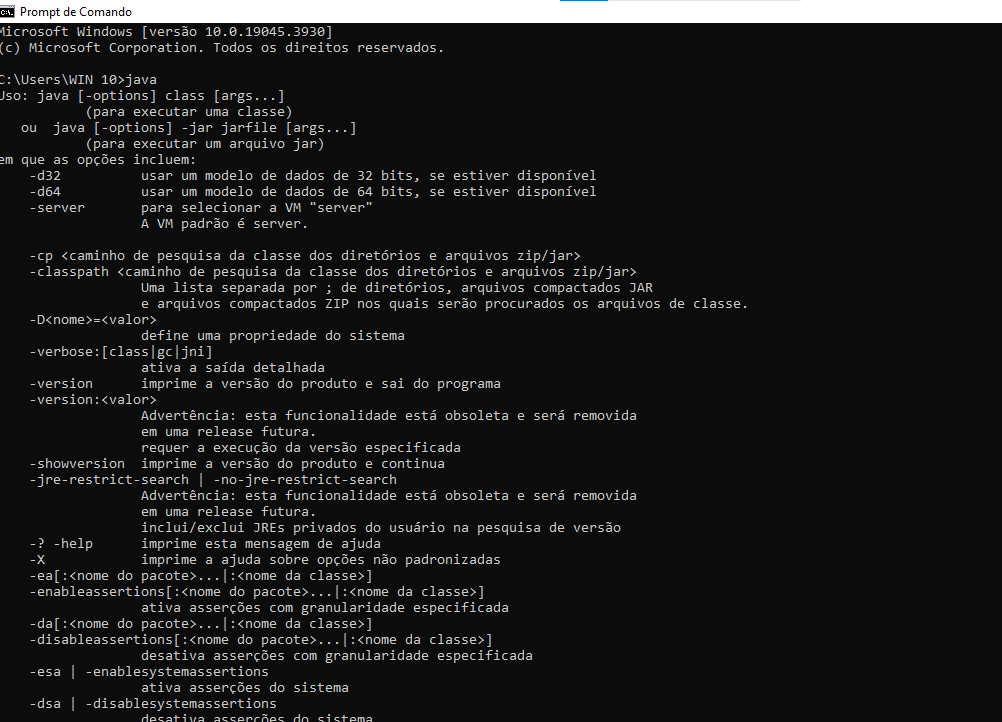 Prompt de Comando
Microsoft Windows [versão 10.0.19045.3930]
(c) Microsoft Corporation. Todos os direitos reservados.
C:\Users\WIN 10>java
Uso: java [-options] class [args...]
(para executar uma classe)
ou  java [-options] -jar jarfile [args...]
(para executar um arquivo jar)
em que as opções incluem:
-d32          usar um modelo de dados de 32 bits, se estiver disponível
-d64          usar um modelo de dados de 64 bits, se estiver disponível
-server       para selecionar a VM "server"
A VM padrão é server.
-cp <caminho de pesquisa da classe dos diretórios e arquivos zip/jar>
-classpath <caminho de pesquisa da classe dos diretórios e arquivos zip/jar>
Uma lista separada por ; de diretórios, arquivos compactados JAR
e arquivos compactados ZIP nos quais serão procurados os arquivos de classe.
-D<nome>=<valor>
define uma propriedade do sistema
-verbose:[class|gc|jni]
ativa a saída detalhada
-version      imprime a versão do produto e sai do programa
-version:<valor>
Advertência: esta funcionalidade está obsoleta e será removida
em uma release futura.
requer a execução da versão especificada
-showversion  imprime a versão do produto e continua
-jre-restrict-search | -no-jre-restrict-search
Advertência: esta funcionalidade está obsoleta e será removida
em uma release futura.
inclui/exclui JREs privados do usuário na pesquisa de versão
-? -help      imprime esta mensagem de ajuda
-X            imprime a ajuda sobre opções não padronizadas
-ea[:<nome do pacote>...|:<nome da classe>]
-enableassertions[:<nome do pacote>...|:<nome da classe>]
ativa asserções com granularidade especificada
-da[:<nome do pacote>...|:<nome da classe>]
-disableassertions[:<nome do pacote>...|:<nome da classe>]
desativa asserções com granularidade especificada
-esa | -enablesystemassertions
ativa asserções do sistema
-dsa | -disablesystemassertions
desativa asserções do sistema